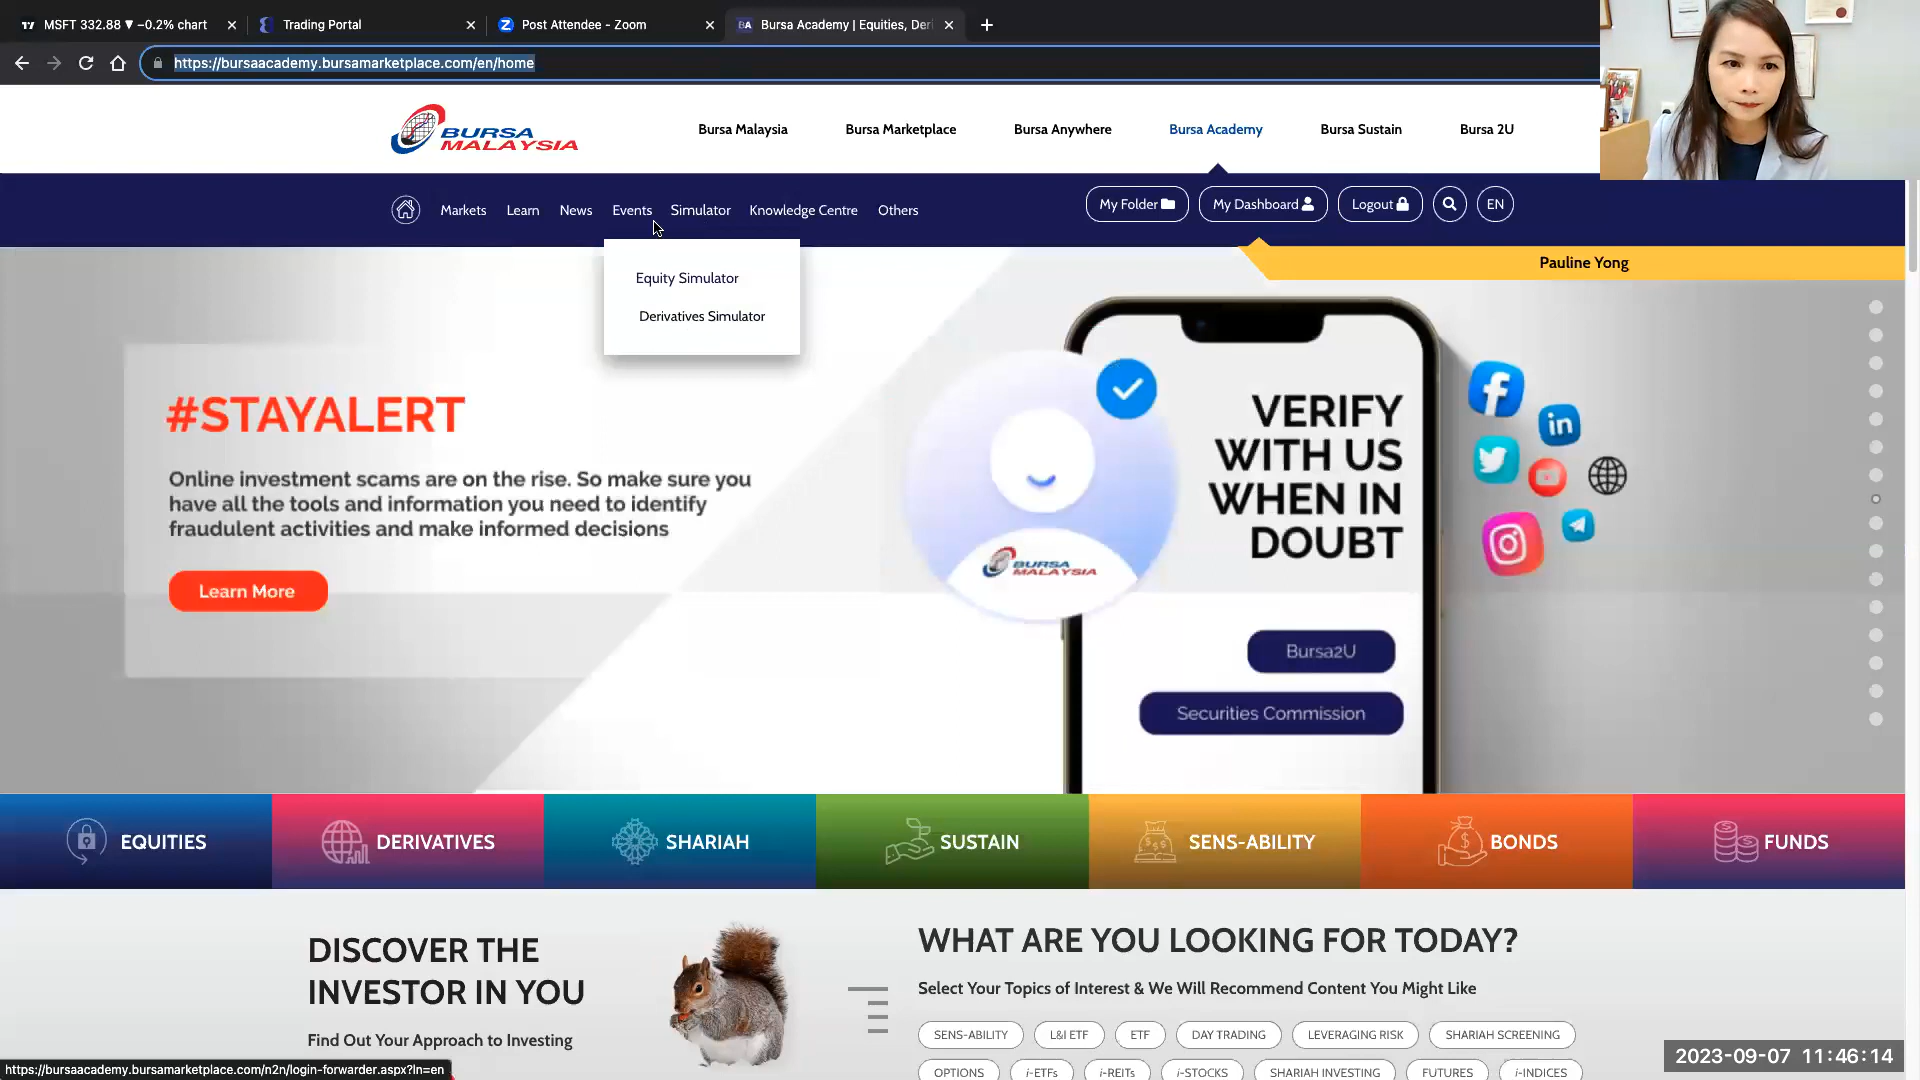 MSFT 332.88 ▼ −0.2% chart
Trading Portal
Post Attendee - Zoom
BA Bursa Academy | Equities, Deri
https://bursaacademy.bursamarketplace.com/en/home
BURSA
MALAYSIA
Bursa Malaysia
Bursa Marketplace
Bursa Anywhere
Bursa Academy
Bursa Sustain
Bursa 2U
Markets
Learn
News
Events
Simulator
Knowledge Centre
Others
My Folder
My Dashboard
Logout
EN
Pauline Yong
Equity Simulator
Derivatives Simulator
#STAYALERT
Online investment scams are on the rise. So make sure you
have all the tools and information you need to identify
fraudulent activities and make informed decisions
Learn More
VERIFY
WITH US
WHEN IN
DOUBT
BURSA
MALAYSIA
Bursa2U
Securities Commission
EQUITIES
DERIVATIVES
SHARIAH
SUSTAIN
SENS-ABILITY
BONDS
FUNDS
DISCOVER THE
INVESTOR IN YOU
Find Out Your Approach to Investing
WHAT ARE YOU LOOKING FOR TODAY?
Select Your Topics of Interest & We Will Recommend Content You Might Like
SENS-ABILITY
L&I ETF
ETF
DAY TRADING
LEVERAGING RISK
SHARIAH SCREENING
OPTIONS
i-ETFs
i-REITs
i-STOCKS
SHARIAH INVESTING
FUTURES
i-INDICES
https://bursaacademy.bursamarketplace.com/n2n/login-forwarder.aspx?ln=en
2023-09-07 11:46:14